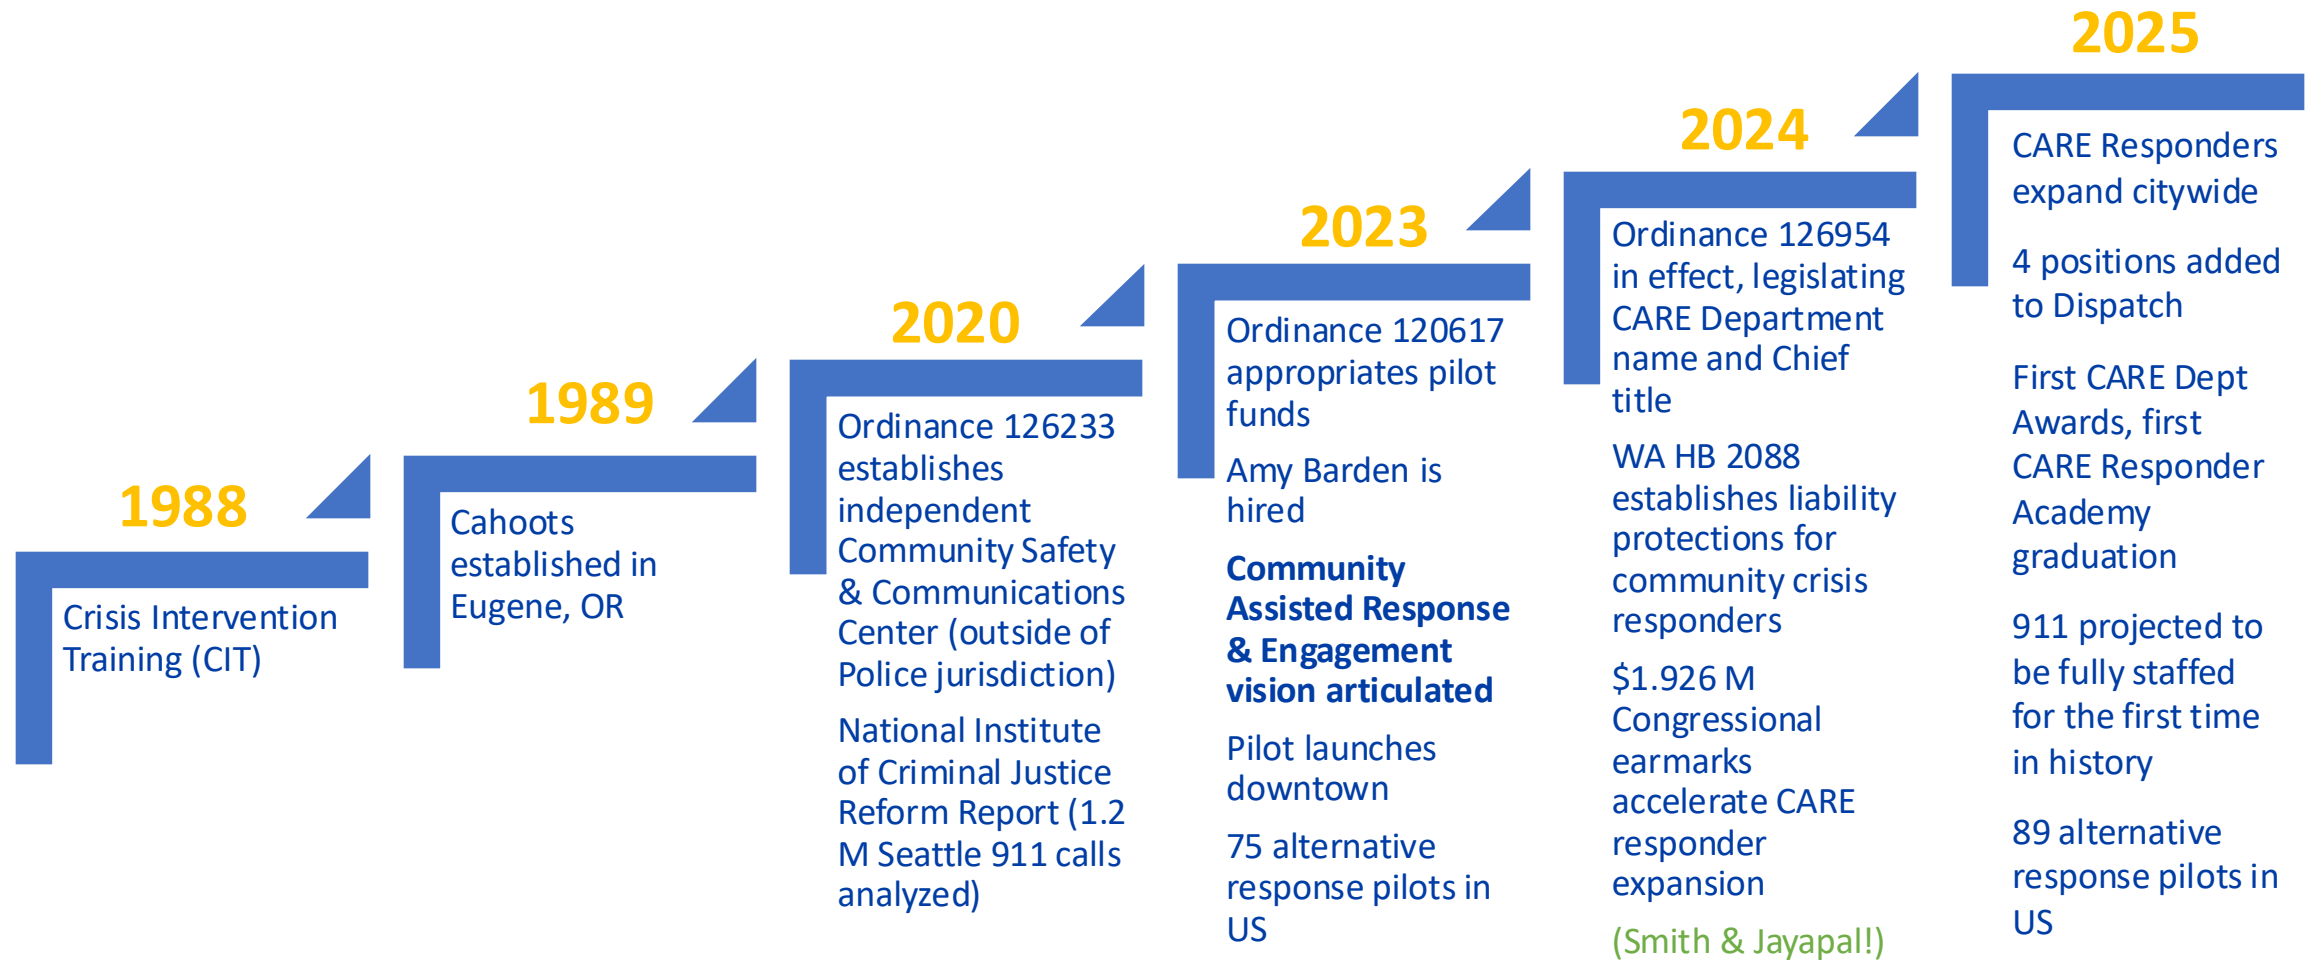 1988
Crisis Intervention
Training (CIT)
1989
Cahoots
established in
Eugene, OR
2020
Ordinance 126233
establishes
independent
Community Safety
& Communications
Center (outside of
Police jurisdiction)
National Institute
of Criminal Justice
Reform Report (1.2
M Seattle 911 calls
analyzed)
2023
Ordinance 120617
appropriates pilot
funds
Amy Barden is
hired
Community
Assisted Response
& Engagement
vision articulated
Pilot launches
downtown
75 alternative
response pilots in
US
2024
Ordinance 126954
in effect, legislating
CARE Department
name and Chief
title
WA HB 2088
establishes liability
protections for
community crisis
responders
$1.926 M
Congressional
earmarks
accelerate CARE
responder
expansion
(Smith & Jayapal!)
2025
CARE Responders
expand citywide
4 positions added
to Dispatch
First CARE Dept
Awards, first
CARE Responder
Academy
graduation
911 projected to
be fully staffed
for the first time
in history
89 alternative
response pilots in
US